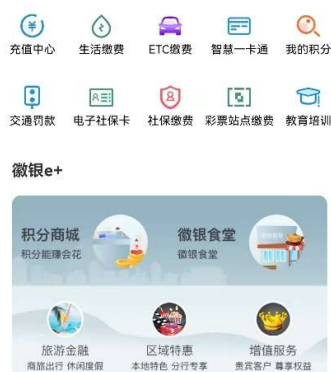 充值中心 生活缴费 ETC缴费 智慧一卡通 我的积分
交通罚款 电子社保卡 社保缴费 彩票站点缴费 教育培训
徽银e+
积分商城 徽银食堂
积分能赚会花 徽银食堂
旅游金融 区域特惠 增值服务
商旅出行 休闲度假 本地特色 分行专享 贵宾客户 尊享权益